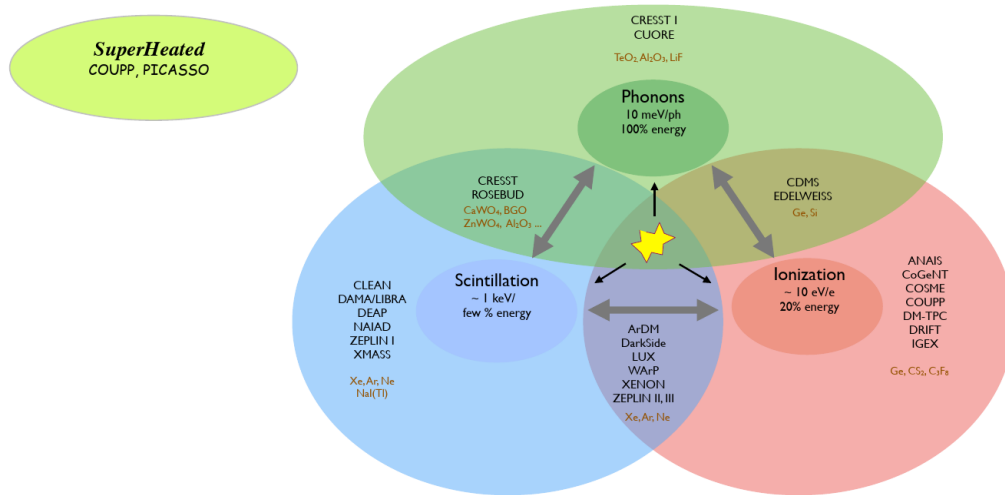 SuperHeated
COUPP, PICASSO
CRESST I
CUORE
TeO₂, Al₂O₃, LiF
Phonons
10 meV/ph
100% energy
CRESST
ROSEBUD
CaWO₄, BGO
ZnWO₄, Al₂O₃ ...
CDMS
EDELWEISS
Ge, Si
Scintillation
~ 1 keV/
few % energy
Ionization
~ 10 eV/e
20% energy
CLEAN
DAMA/LIBRA
DEAP
NAIAD
ZEPLIN I
XMASS
Xe, Ar, Ne
NaI(Tl)
ArDM
DarkSide
LUX
WArP
XENON
ZEPLIN II, III
Xe, Ar, Ne
ANAIS
CoGeNT
COSME
COUPP
DM-TPC
DRIFT
IGEX
Ge, CS₂, C₃F₈